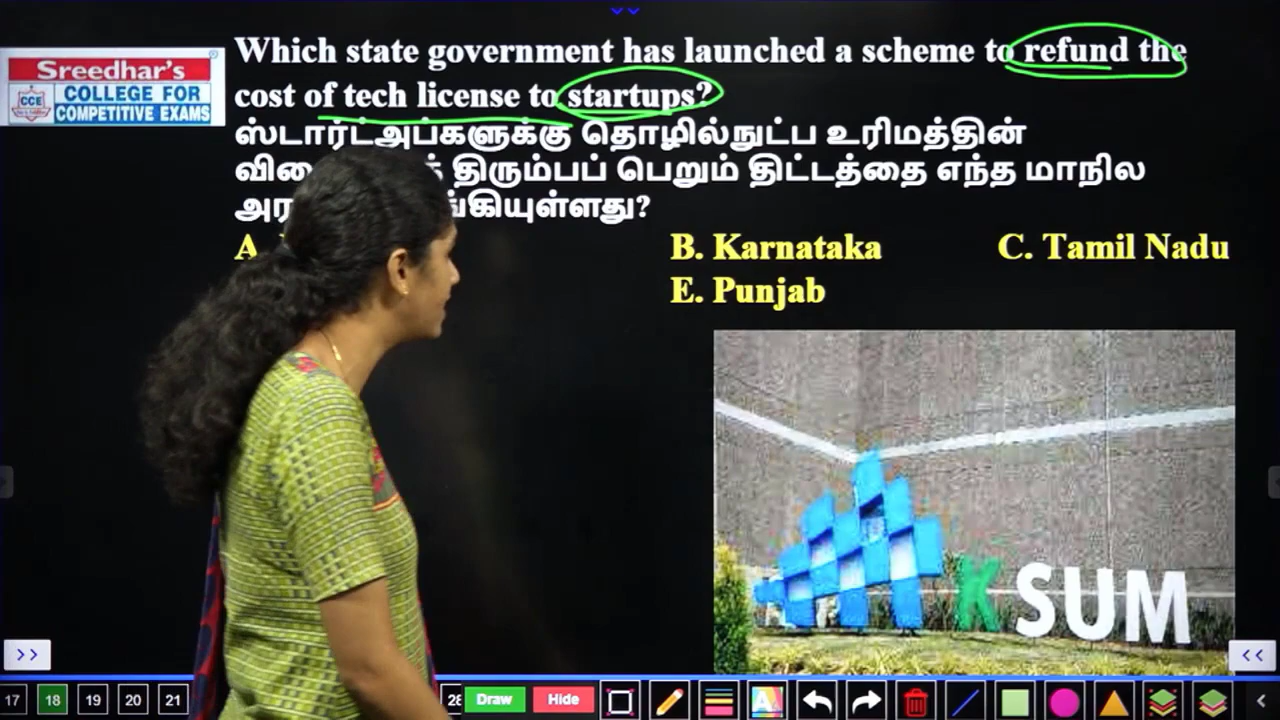 Which state government has launched a scheme to refund the
Sreedhar's
CCE
COLLEGE FOR
COMPETITIVE EXAMS
cost of tech license to startups?
ஸ்டார்ட்அப்களுக்கு தொழில்நுட்ப உரிமத்தின்
திரும்பப் பெறும் திட்டத்தை எந்த மாநில
A.
B. Karnataka
C. Tamil Nadu
E. Punjab
K SUM
>>
<<
17 18 19 20 21 26 Draw Hide